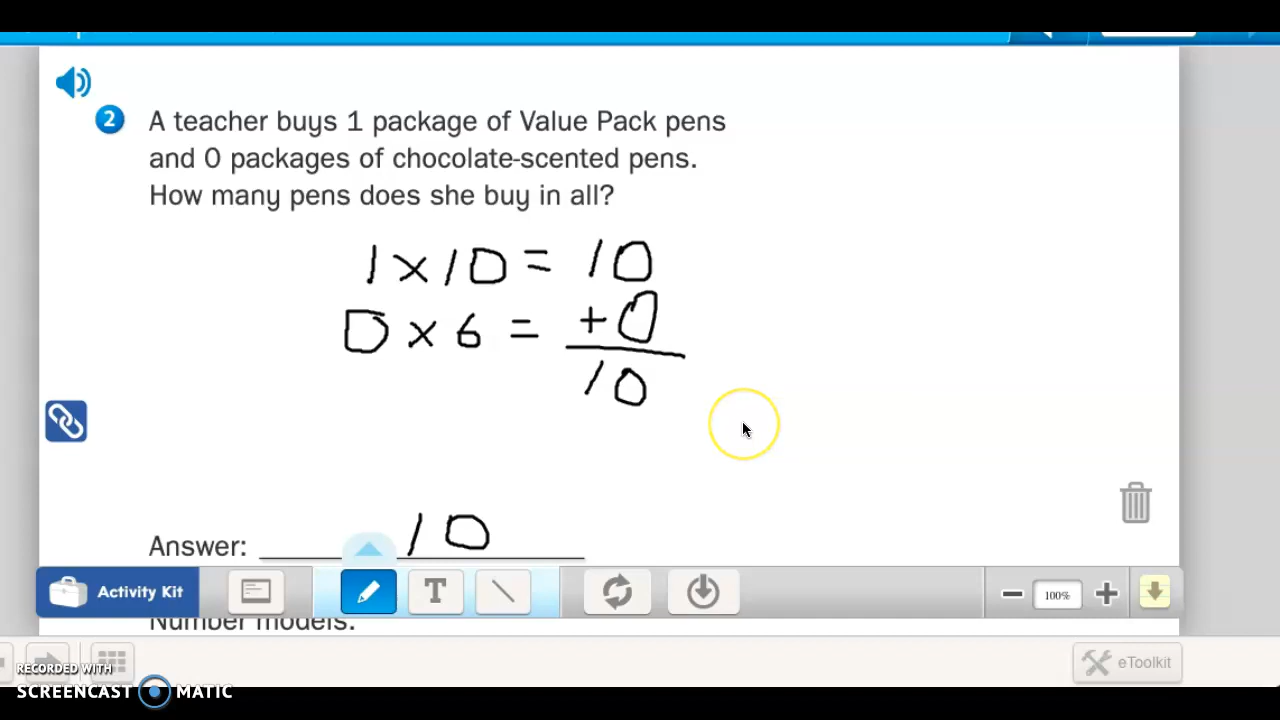 2 A teacher buys 1 package of Value Pack pens
and 0 packages of chocolate-scented pens.
How many pens does she buy in all?
1 x 10 = 10
0 x 6 = + 0
10
Answer: 10
Activity Kit
T
100%
Number models:
eToolkit
RECORDED WITH
SCREENCAST MATIC